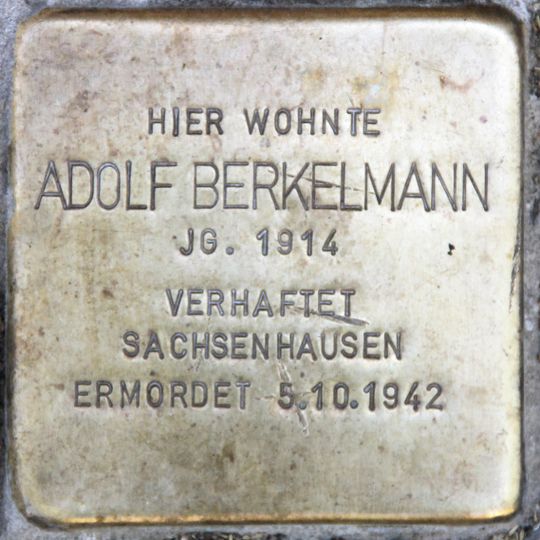 HIER WOHNTE
ADOLF BERKELMANN
JG. 1914
VERHAFTET
SACHSENHAUSEN
ERMORDET 5.10.1942